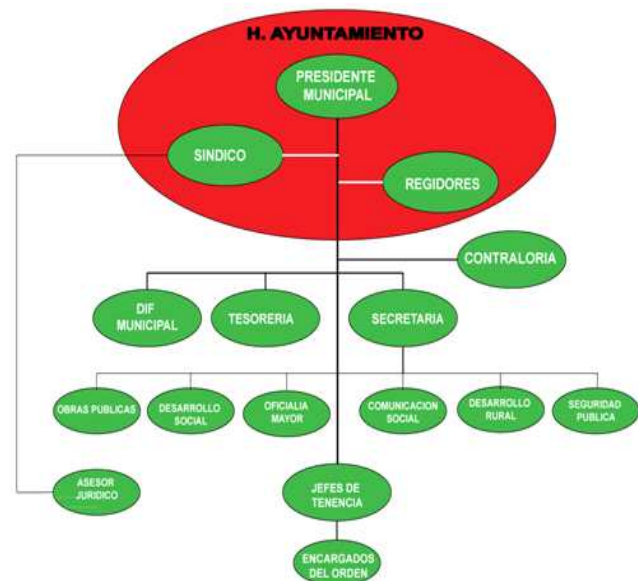 H. AYUNTAMIENTO
PRESIDENTE
MUNICIPAL
SINDICO
REGIDORES
CONTRALORIA
DIF
MUNICIPAL
TESORERIA
SECRETARIA
OBRAS PUBLICAS
DESARROLLO
SOCIAL
OFICIALIA
MAYOR
COMUNICACION
SOCIAL
DESARROLLO
RURAL
SEGURIDAD
PUBLICA
ASESOR
JURIDICO
JEFES DE
TENENCIA
ENCARGADOS
DEL ORDEN